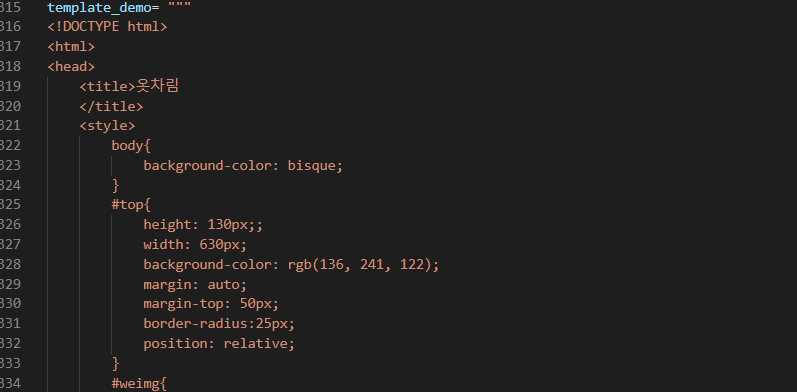 315 template_demo= """
316 <!DOCTYPE html>
317 <html>
318 <head>
319     <title>옷차림
320     </title>
321     <style>
322         body{
323             background-color: bisque;
324         }
325         #top{
326             height: 130px;;
327             width: 630px;
328             background-color: rgb(136, 241, 122);
329             margin: auto;
330             margin-top: 50px;
331             border-radius:25px;
332             position: relative;
333         }
334         #weimg{